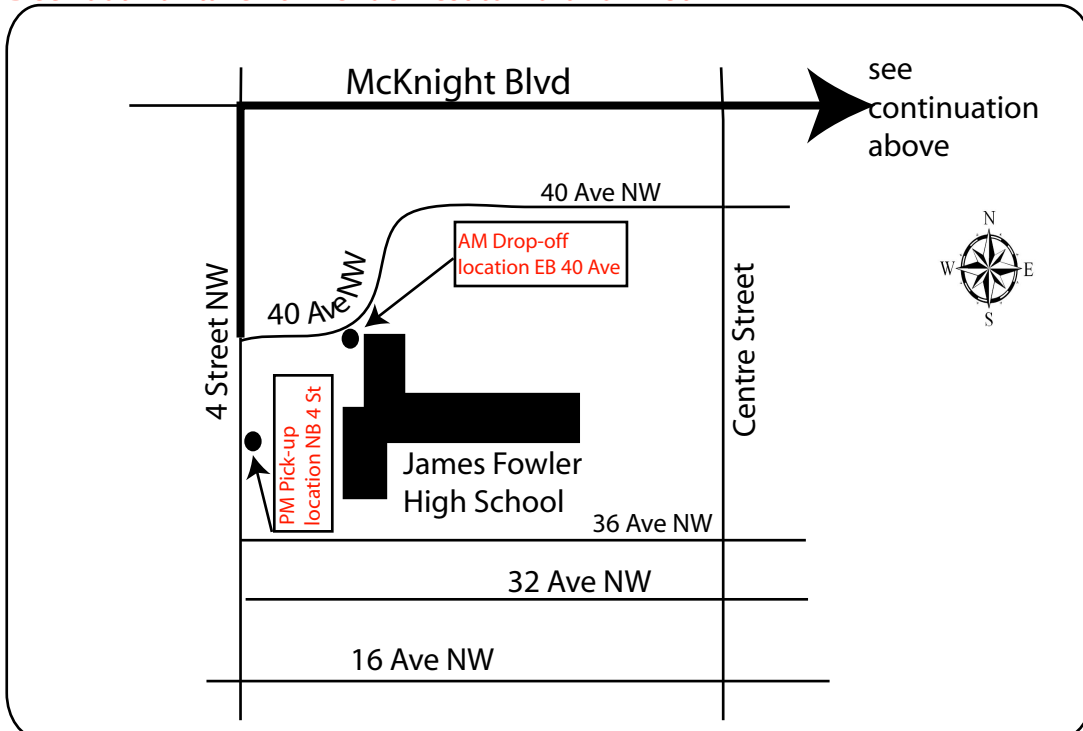 McKnight Blvd
see
continuation
above
40 Ave NW
AM Drop-off
location EB 40 Ave
40 Ave NW
4 Street NW
Centre Street
N
W
E
S
PM Pick-up
location NB 4 St
James Fowler
High School
36 Ave NW
32 Ave NW
16 Ave NW